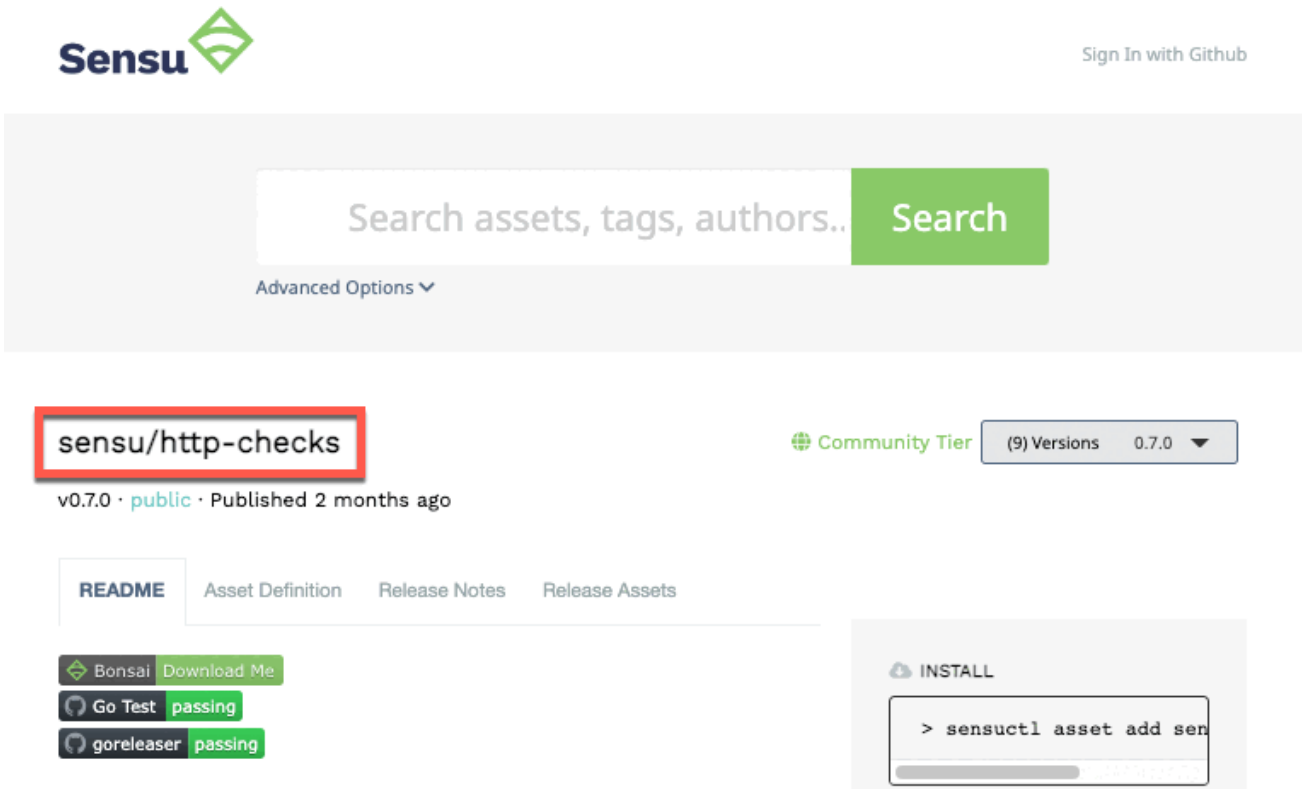 Sensu
Sign In with Github
Search assets, tags, authors..
Search
Advanced Options
sensu/http-checks
Community Tier
(9) Versions 0.7.0
v0.7.0 · public · Published 2 months ago
README Asset Definition Release Notes Release Assets
Bonsai Download Me
Go Test passing
goreleaser passing
INSTALL
> sensuctl asset add sen